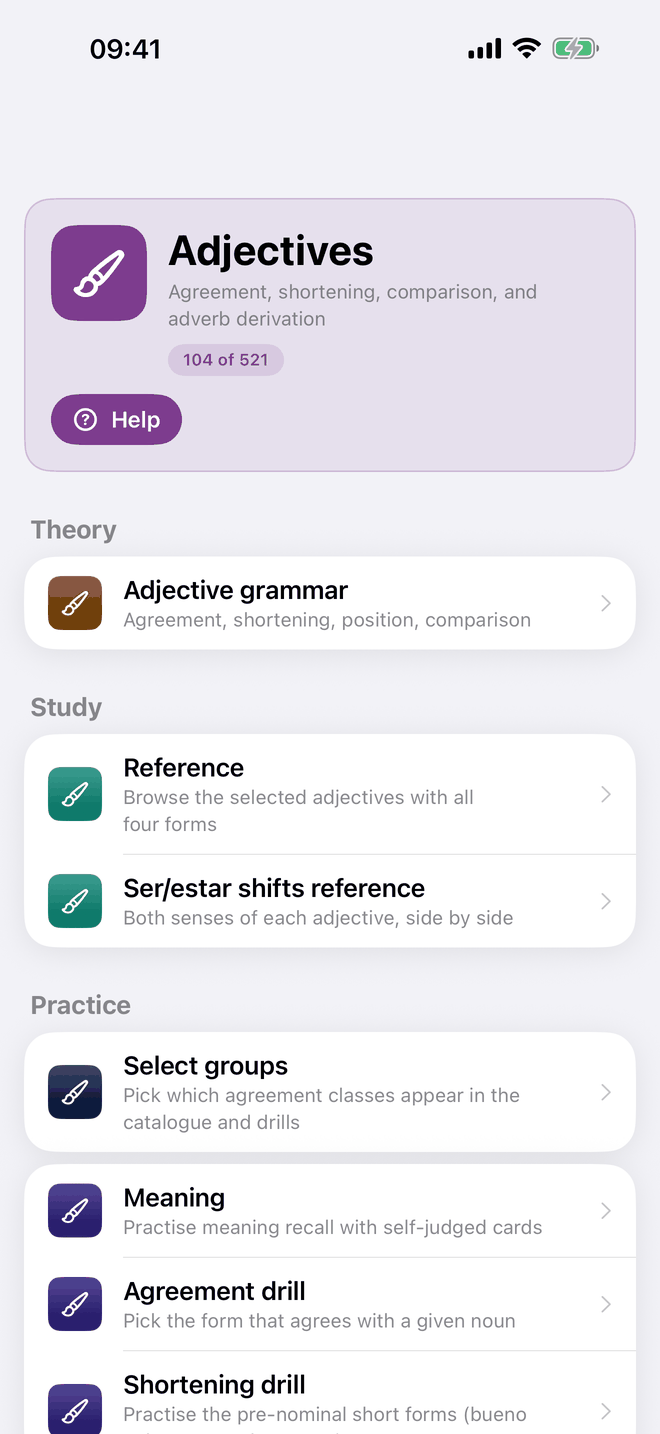 09:41
Adjectives
Agreement, shortening, comparison, and
adverb derivation
104 of 521
Help
Theory
Adjective grammar
Agreement, shortening, position, comparison
Study
Reference
Browse the selected adjectives with all
four forms
Ser/estar shifts reference
Both senses of each adjective, side by side
Practice
Select groups
Pick which agreement classes appear in the
catalogue and drills
Meaning
Practise meaning recall with self-judged cards
Agreement drill
Pick the form that agrees with a given noun
Shortening drill
Practise the pre-nominal short forms (bueno